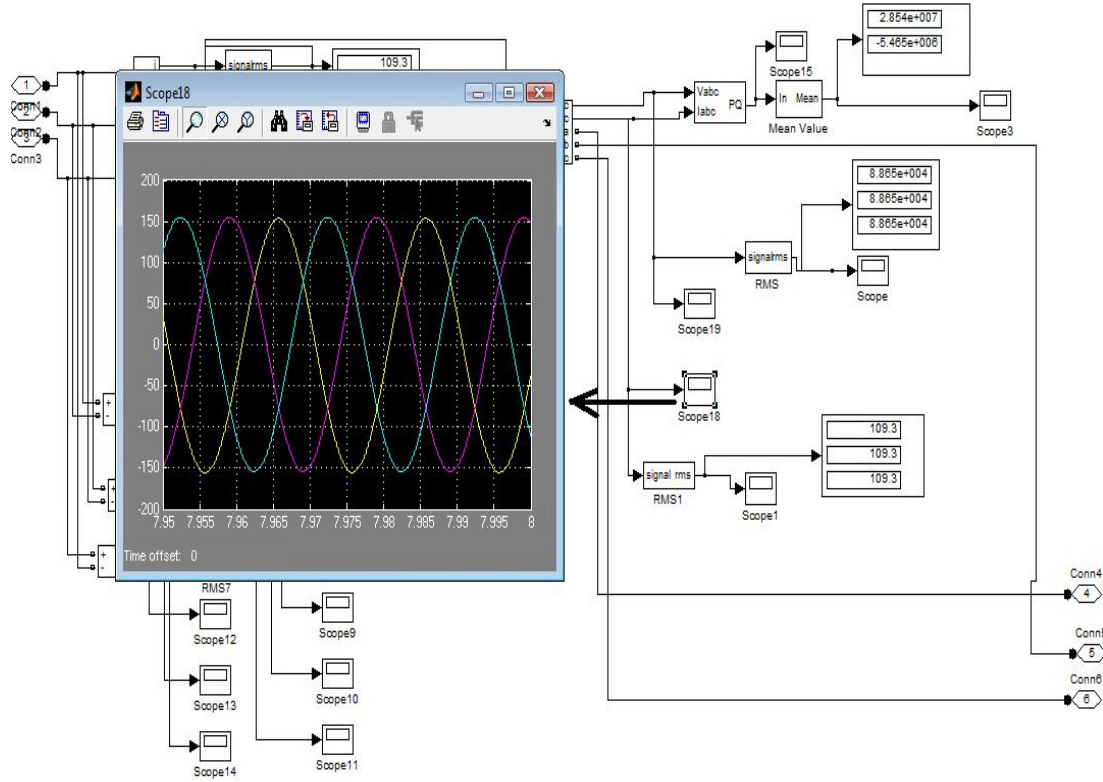 2.854e+007
-5.465e+006
signalrms
109.3
Scope15
1
Conn1
2
Conn2
3
Conn3
Scope18
Vabc
Iabc
PQ
In Mean
Mean Value
Scope3
c
a
b
c
200
150
100
50
0
-50
-100
-150
-200
7.95 7.955 7.96 7.965 7.97 7.975 7.98 7.985 7.99 7.995 8
Time offset: 0
8.865e+004
8.865e+004
8.865e+004
signalrms
RMS
Scope
Scope19
Scope18
109.3
109.3
109.3
signal rms
RMS1
Scope1
RMS7
Scope12
Scope9
Scope13
Scope10
Scope14
Scope11
Conn4
4
Conn5
5
Conn6
6